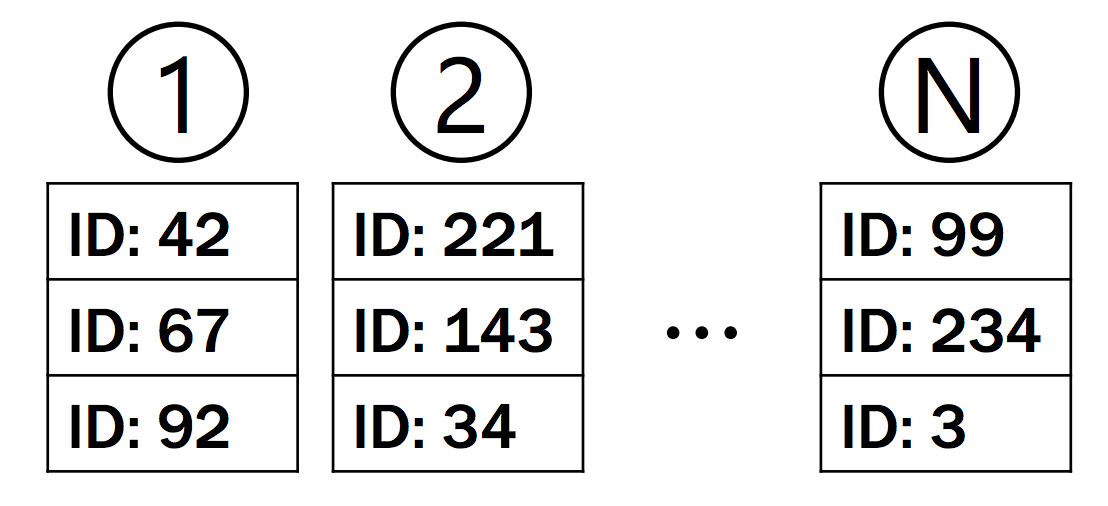 1
2
N
ID: 42
ID: 221
ID: 99
ID: 67
ID: 143
...
ID: 234
ID: 92
ID: 34
ID: 3